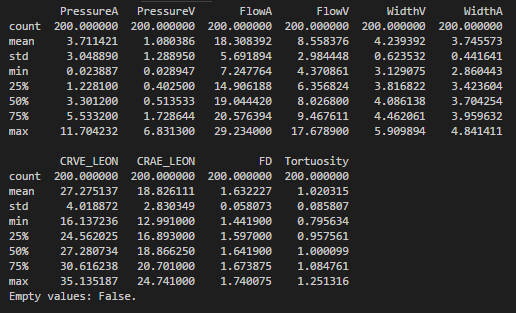 PressureA PressureV FlowA FlowV WidthV WidthA
count 200.000000 200.000000 200.000000 200.000000 200.000000 200.000000
mean 3.711421 1.080386 18.308392 8.558376 4.239392 3.745573
std 3.048890 1.288950 5.691894 2.984448 0.623532 0.441641
min 0.023887 0.028947 7.247764 4.370861 3.129075 2.860443
25% 1.228100 0.402500 14.906188 6.356824 3.816822 3.423604
50% 3.301200 0.513533 19.044420 8.026800 4.086138 3.704254
75% 5.533200 1.728644 20.576394 9.467611 4.462061 3.959632
max 11.704232 6.831300 29.234000 17.678900 5.909894 4.841411
CRVE_LEON CRAE_LEON FD Tortuosity
count 200.000000 200.000000 200.000000 200.000000
mean 27.275137 18.826111 1.632227 1.020315
std 4.018872 2.830349 0.058073 0.085807
min 16.137236 12.991000 1.441900 0.795634
25% 24.562025 16.893000 1.597000 0.957561
50% 27.280734 18.866250 1.641900 1.000099
75% 30.616238 20.701000 1.673875 1.084761
max 35.135187 24.741000 1.740075 1.251316
Empty values: False.